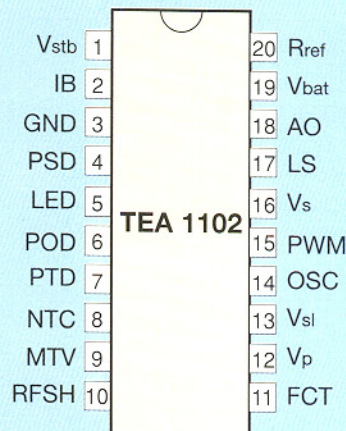 Vstb 1 20 Rref
IB 2 19 Vbat
GND 3 18 AO
PSD 4 17 LS
LED 5 16 Vs
TEA 1102
POD 6 15 PWM
PTD 7 14 OSC
NTC 8 13 Vsl
MTV 9 12 Vp
RFSH 10 11 FCT